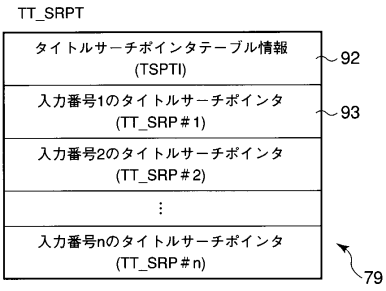 TT_SRPT
タイトルサーチポインタテーブル情報
(TSPTI)
92
入力番号1のタイトルサーチポインタ
(TT_SRP#1)
93
入力番号2のタイトルサーチポインタ
(TT_SRP#2)
⋮
入力番号nのタイトルサーチポインタ
(TT_SRP#n)
79